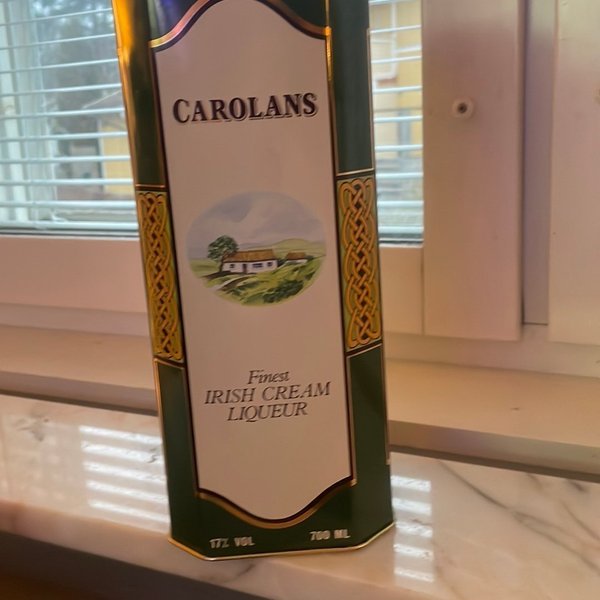 CAROLANS
Finest
IRISH CREAM
LIQUEUR
17% VOL 700 ML